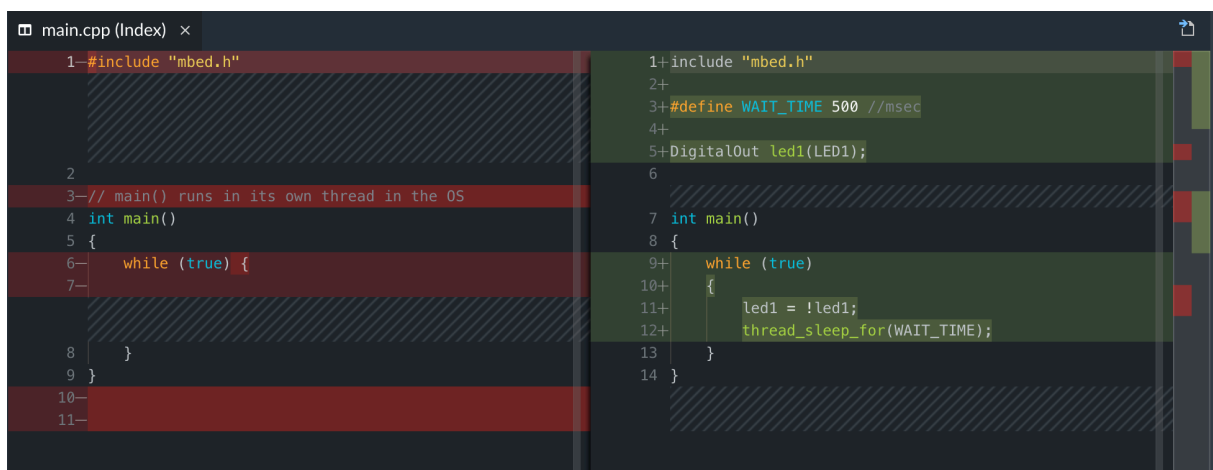 main.cpp (Index) ×
1—#include "mbed.h"
2
3—// main() runs in its own thread in the OS
4 int main()
5 {
6— while (true) {
7—
8 }
9 }
10—
11—
1+include "mbed.h"
2+
3+#define WAIT_TIME 500 //msec
4+
5+DigitalOut led1(LED1);
6
7 int main()
8 {
9+ while (true)
10+ {
11+ led1 = !led1;
12+ thread_sleep_for(WAIT_TIME);
13 }
14 }